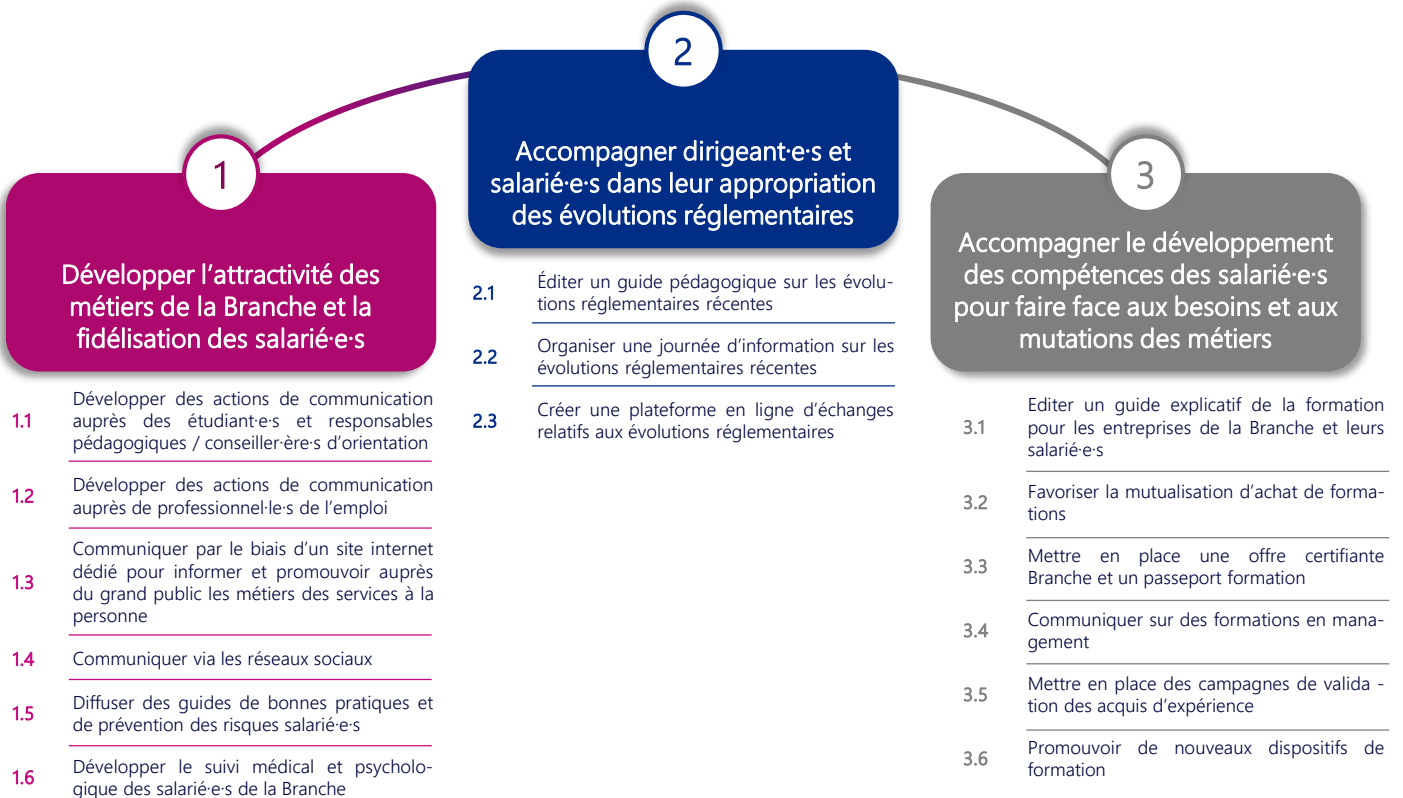 1
Développer l’attractivité des
métiers de la Branche et la
fidélisation des salarié·e·s
1.1
Développer des actions de communication
auprès des étudiant·e·s et responsables
pédagogiques / conseiller·ère·s d’orientation
1.2
Développer des actions de communication
auprès de professionnel·le·s de l’emploi
1.3
Communiquer par le biais d’un site internet
dédié pour informer et promouvoir auprès
du grand public les métiers des services à la
personne
1.4
Communiquer via les réseaux sociaux
1.5
Diffuser des guides de bonnes pratiques et
de prévention des risques salarié·e·s
1.6
Développer le suivi médical et psycholo-
gique des salarié·e·s de la Branche
2
Accompagner dirigeant·e·s et
salarié·e·s dans leur appropriation
des évolutions réglementaires
2.1
Éditer un guide pédagogique sur les évolu-
tions réglementaires récentes
2.2
Organiser une journée d’information sur les
évolutions réglementaires récentes
2.3
Créer une plateforme en ligne d’échanges
relatifs aux évolutions réglementaires
3
Accompagner le développement
des compétences des salarié·e·s
pour faire face aux besoins et aux
mutations des métiers
3.1
Editer un guide explicatif de la formation
pour les entreprises de la Branche et leurs
salarié·e·s
3.2
Favoriser la mutualisation d’achat de forma-
tions
3.3
Mettre en place une offre certifiante
Branche et un passeport formation
3.4
Communiquer sur des formations en mana-
gement
3.5
Mettre en place des campagnes de valida -
tion des acquis d’expérience
3.6
Promouvoir de nouveaux dispositifs de
formation